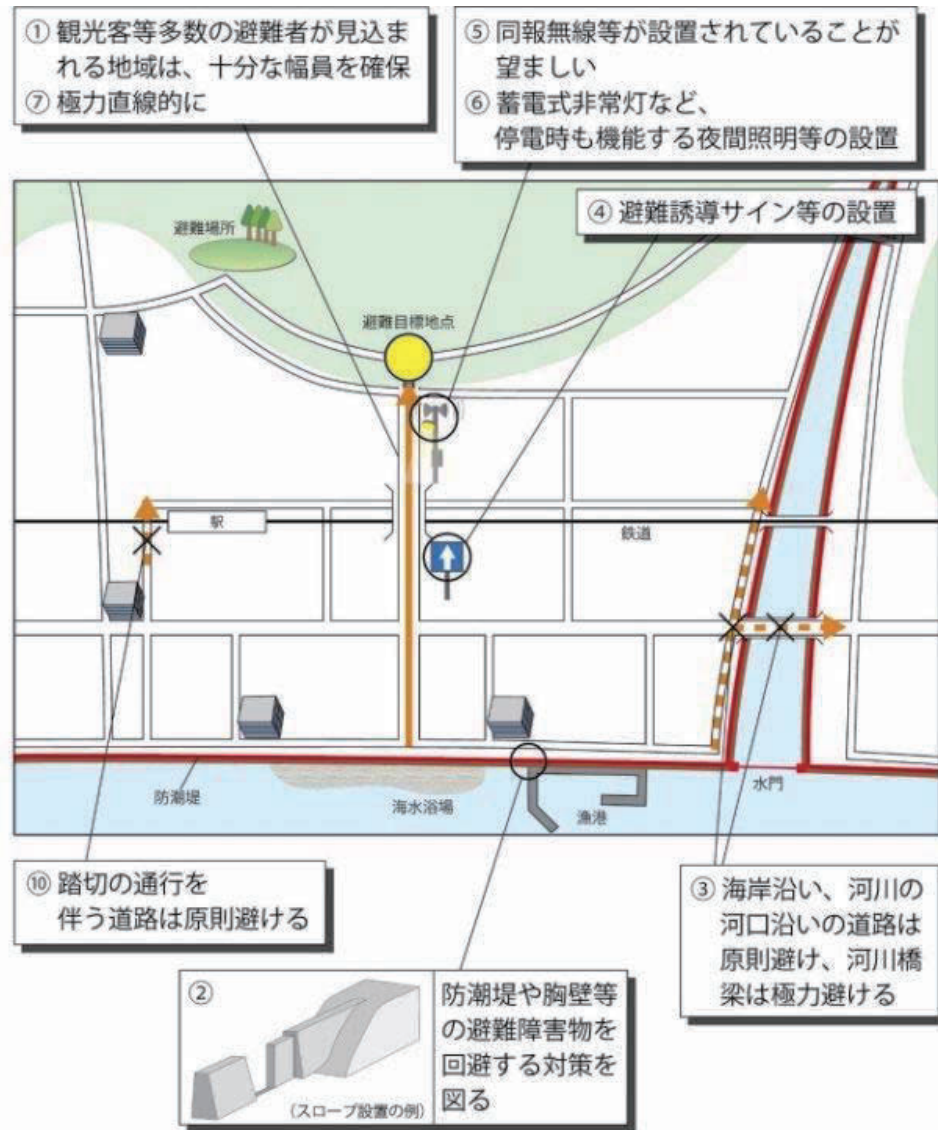 ① 観光客等多数の避難者が見込ま
れる地域は、十分な幅員を確保
⑦ 極力直線的に
⑤ 同報無線等が設置されていることが
望ましい
⑥ 蓄電式非常灯など、
停電時も機能する夜間照明等の設置
④ 避難誘導サイン等の設置
避難場所
避難目標地点
駅
鉄道
防潮堤
海水浴場
漁港
水門
⑩ 踏切の通行を
伴う道路は原則避ける
③ 海岸沿い、河川の
河口沿いの道路は
原則避け、河川橋
梁は極力避ける
②
(スロープ設置の例)
防潮堤や胸壁等
の避難障害物を
回避する対策を
図る